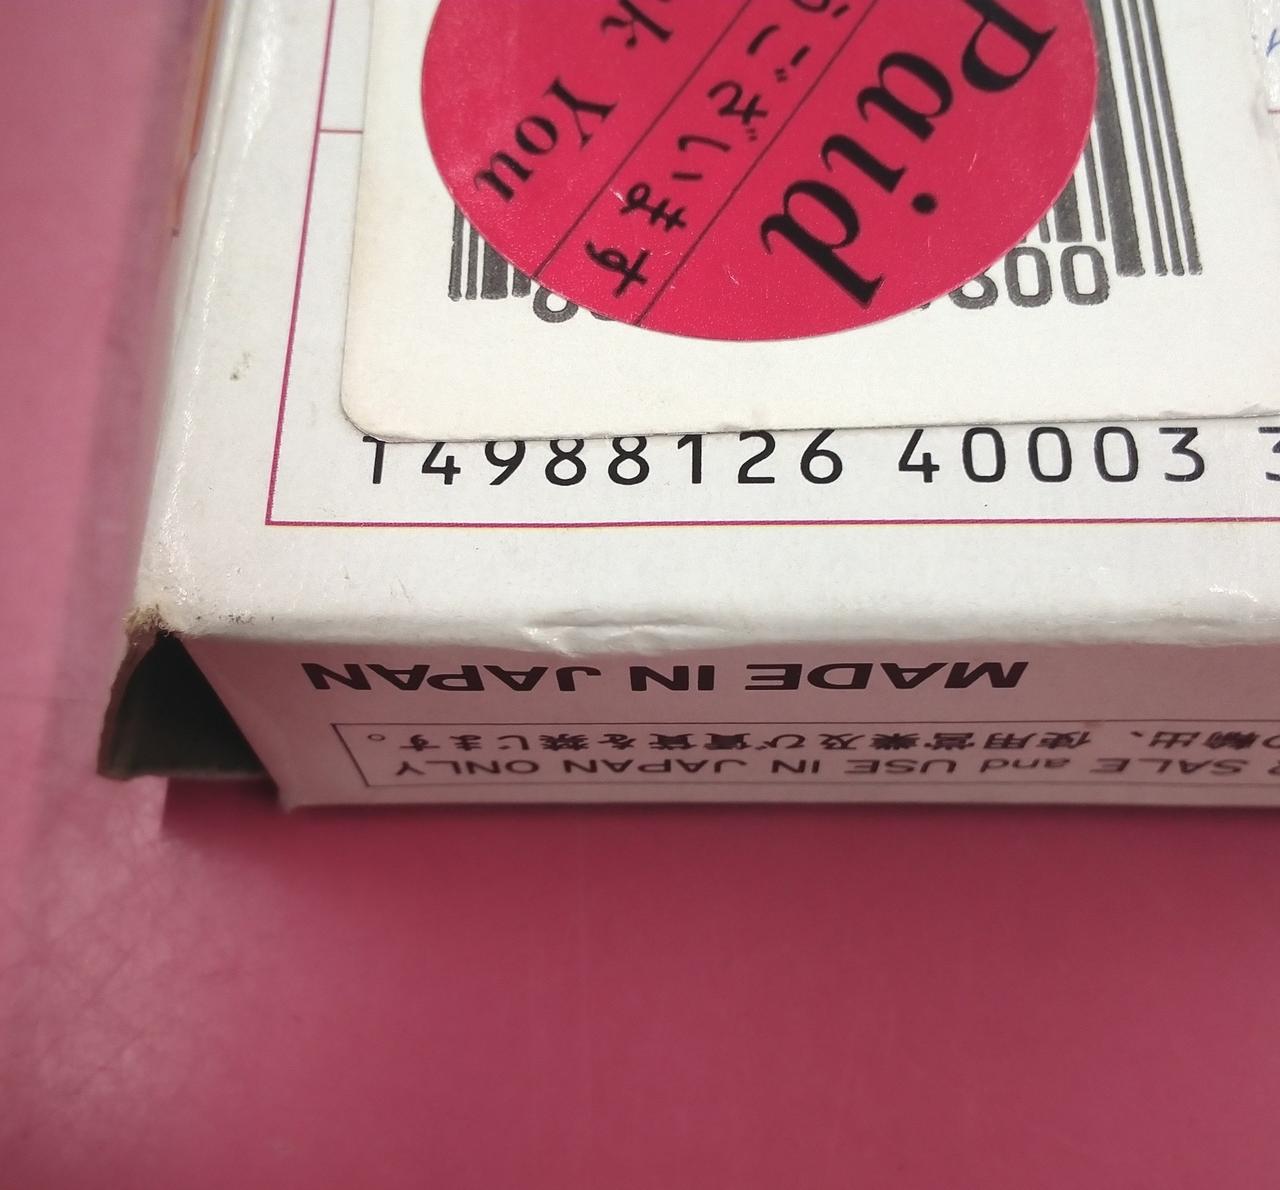 Paid
ございます
You
800
14988126 40003 3
MADE IN JAPAN
輸出、使用営業及び賃貸を禁じます。
SALE and USE IN JAPAN ONLY